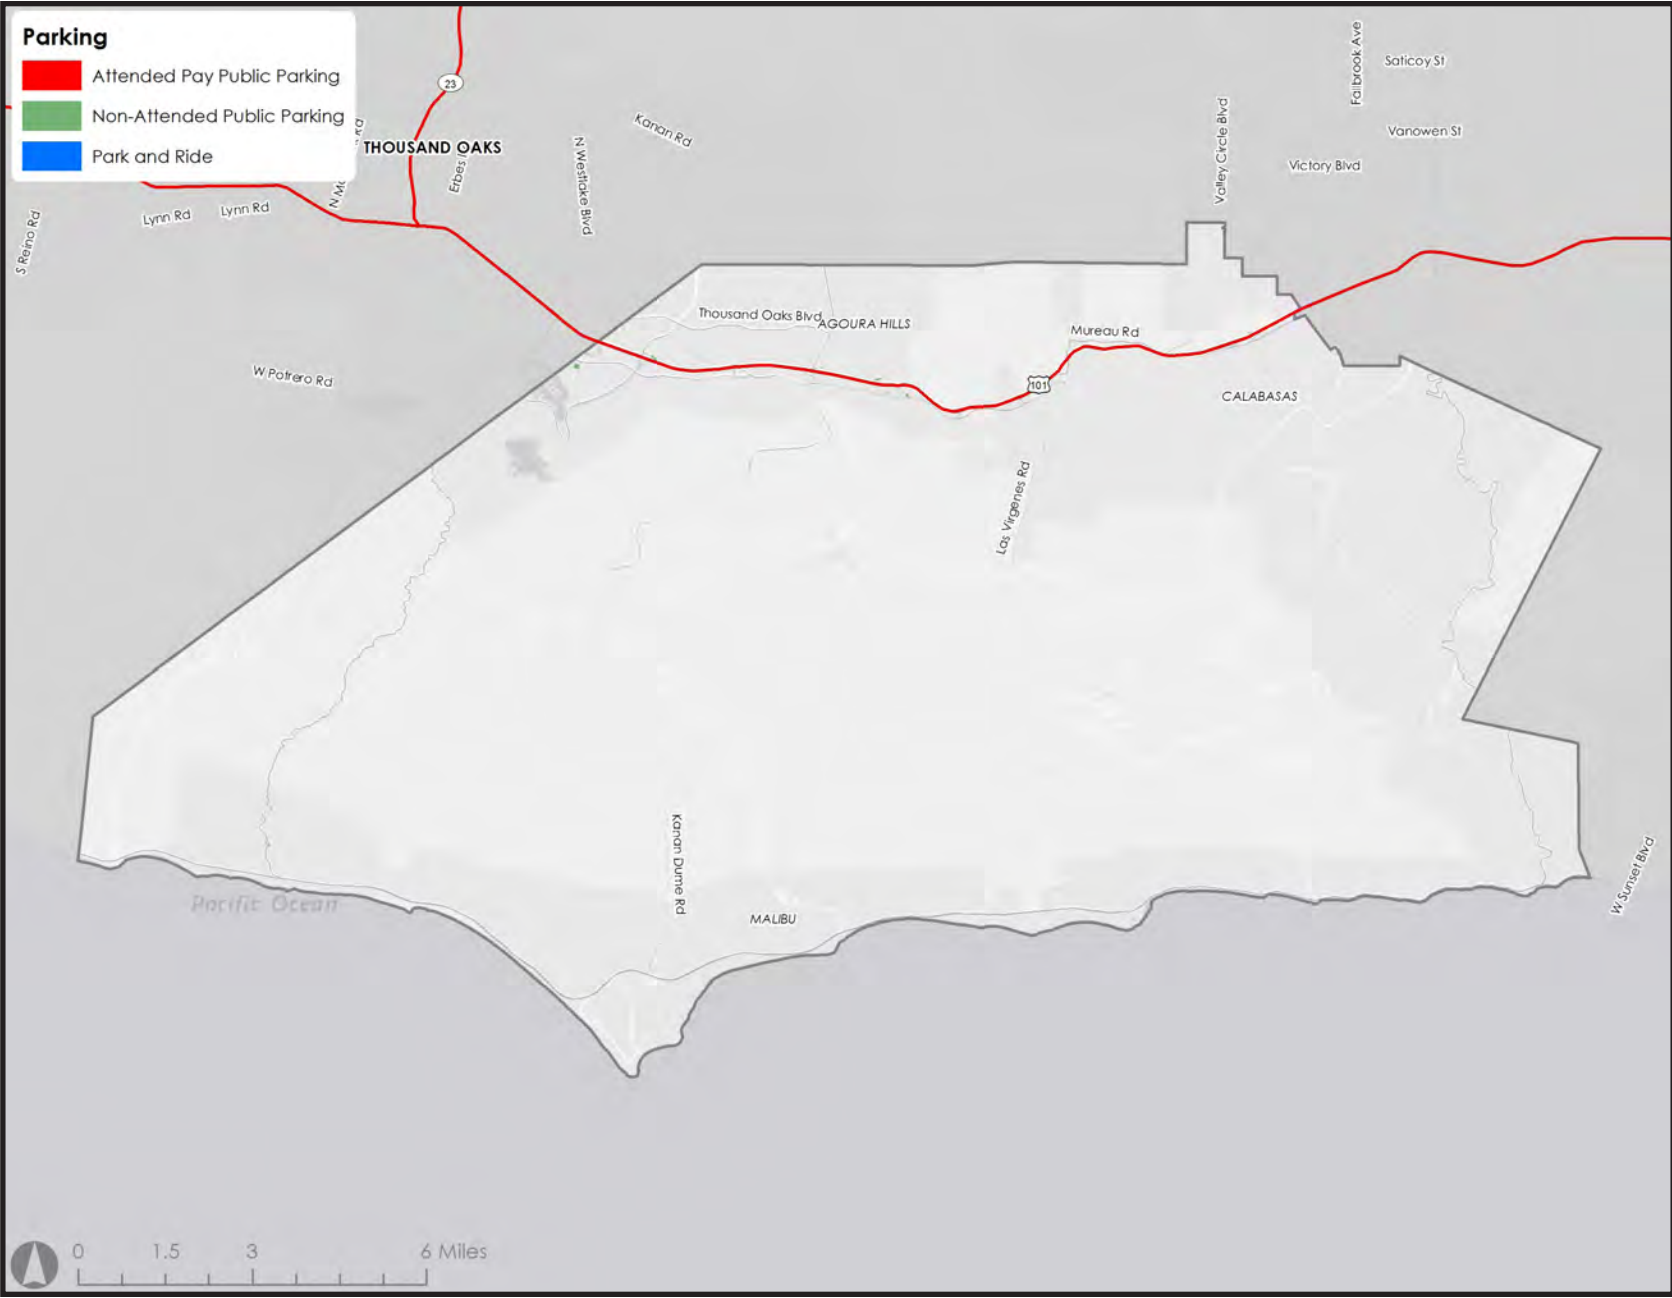 Parking
Attended Pay Public Parking
Non-Attended Public Parking
Park and Ride
23
THOUSAND OAKS
Kanan Rd
N Westlake Blvd
Valley Circle Blvd
Fallbrook Ave
Saticoy St
Vanowen St
Victory Blvd
Lynn Rd
Lynn Rd
S Reino Rd
W Potrero Rd
Thousand Oaks Blvd
AGOURA HILLS
Mureau Rd
101
CALABASAS
Las Virgenes Rd
Kanan Dume Rd
MALIBU
Pacific Ocean
W Sunset Blvd
0 1.5 3 6 Miles